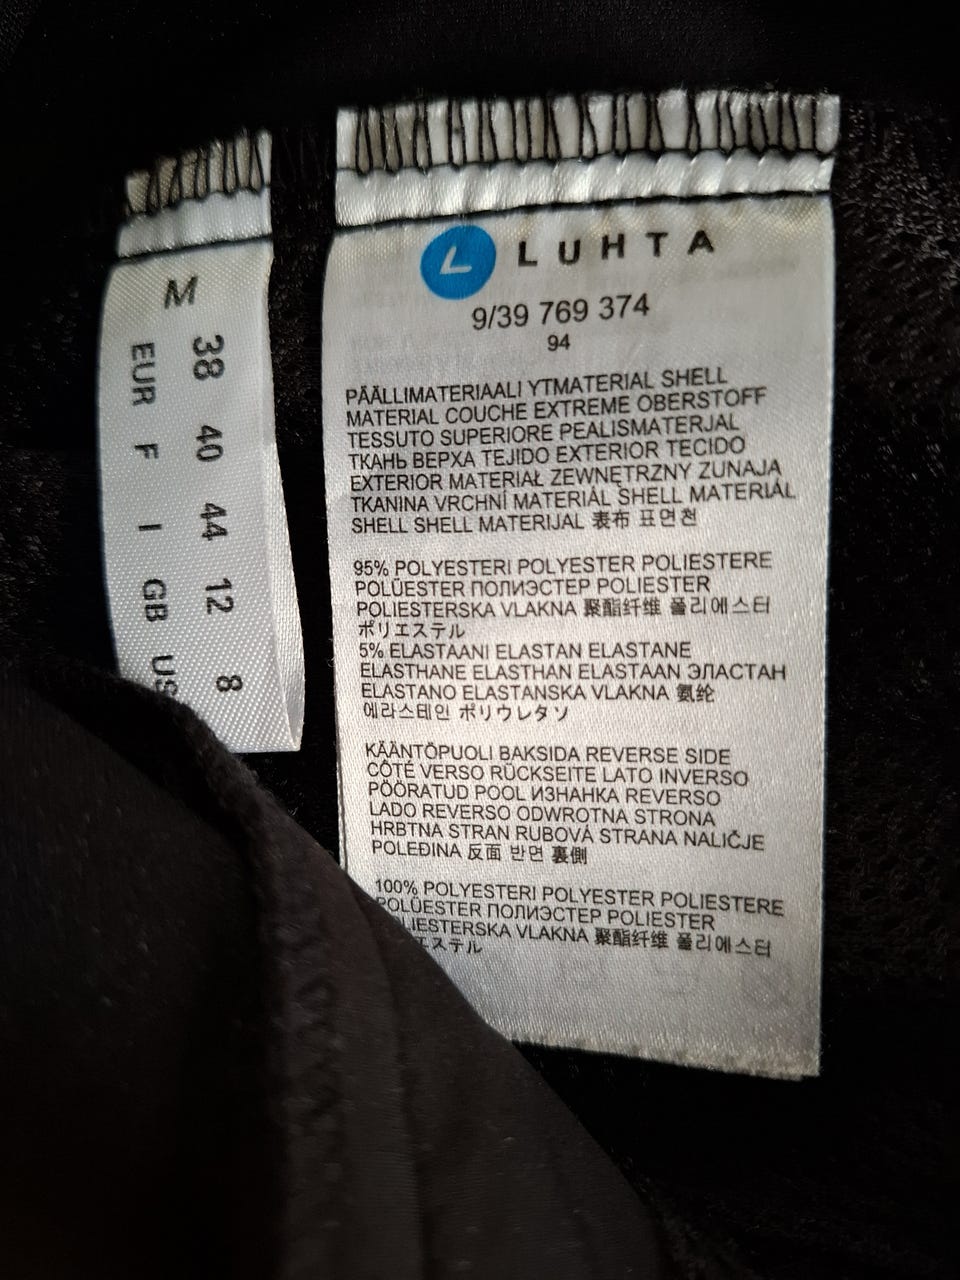 M
38 40 44 12 8
EUR F I GB US
LUHTA
9/39 769 374
94
PÄÄLLIMATERIAALI YTMATERIAL SHELL
MATERIAL COUCHE EXTREME OBERSTOFF
TESSUTO SUPERIORE PEALISMATERJAL
ТКАНЬ ВЕРХА TEJIDO EXTERIOR TECIDO
EXTERIOR MATERIAŁ ZEWNĘTRZNY ZUNAJA
TKANINA VRCHNÍ MATERIÁL SHELL MATERIÁL
SHELL SHELL MATERIJAL 表布 표면천
95% POLYESTERI POLYESTER POLIESTERE
POLÜESTER ПОЛИЭСТЕР POLIESTER
POLIESTERSKA VLAKNA 聚酯纤维 폴리에스터
ポリエステル
5% ELASTAANI ELASTAN ELASTANE
ELASTHANE ELASTHAN ELASTAAN ЭЛАСТАН
ELASTANO ELASTANSKA VLAKNA 氨纶
에라스테인 ポリウレタソ
KÄÄNTÖPUOLI BAKSIDA REVERSE SIDE
CÔTÉ VERSO RÜCKSEITE LATO INVERSO
PÖÖRATUD POOL ИЗНАНКА REVERSO
LADO REVERSO ODWROTNA STRONA
HRBTNA STRAN RUBOVÁ STRANA NALIČJE
POLEĐINA 反面 반면 裏側
100% POLYESTERI POLYESTER POLIESTERE
POLÜESTER ПОЛИЭСТЕР POLIESTER
LIESTERSKA VLAKNA 聚酯纤维 폴리에스터
エステル